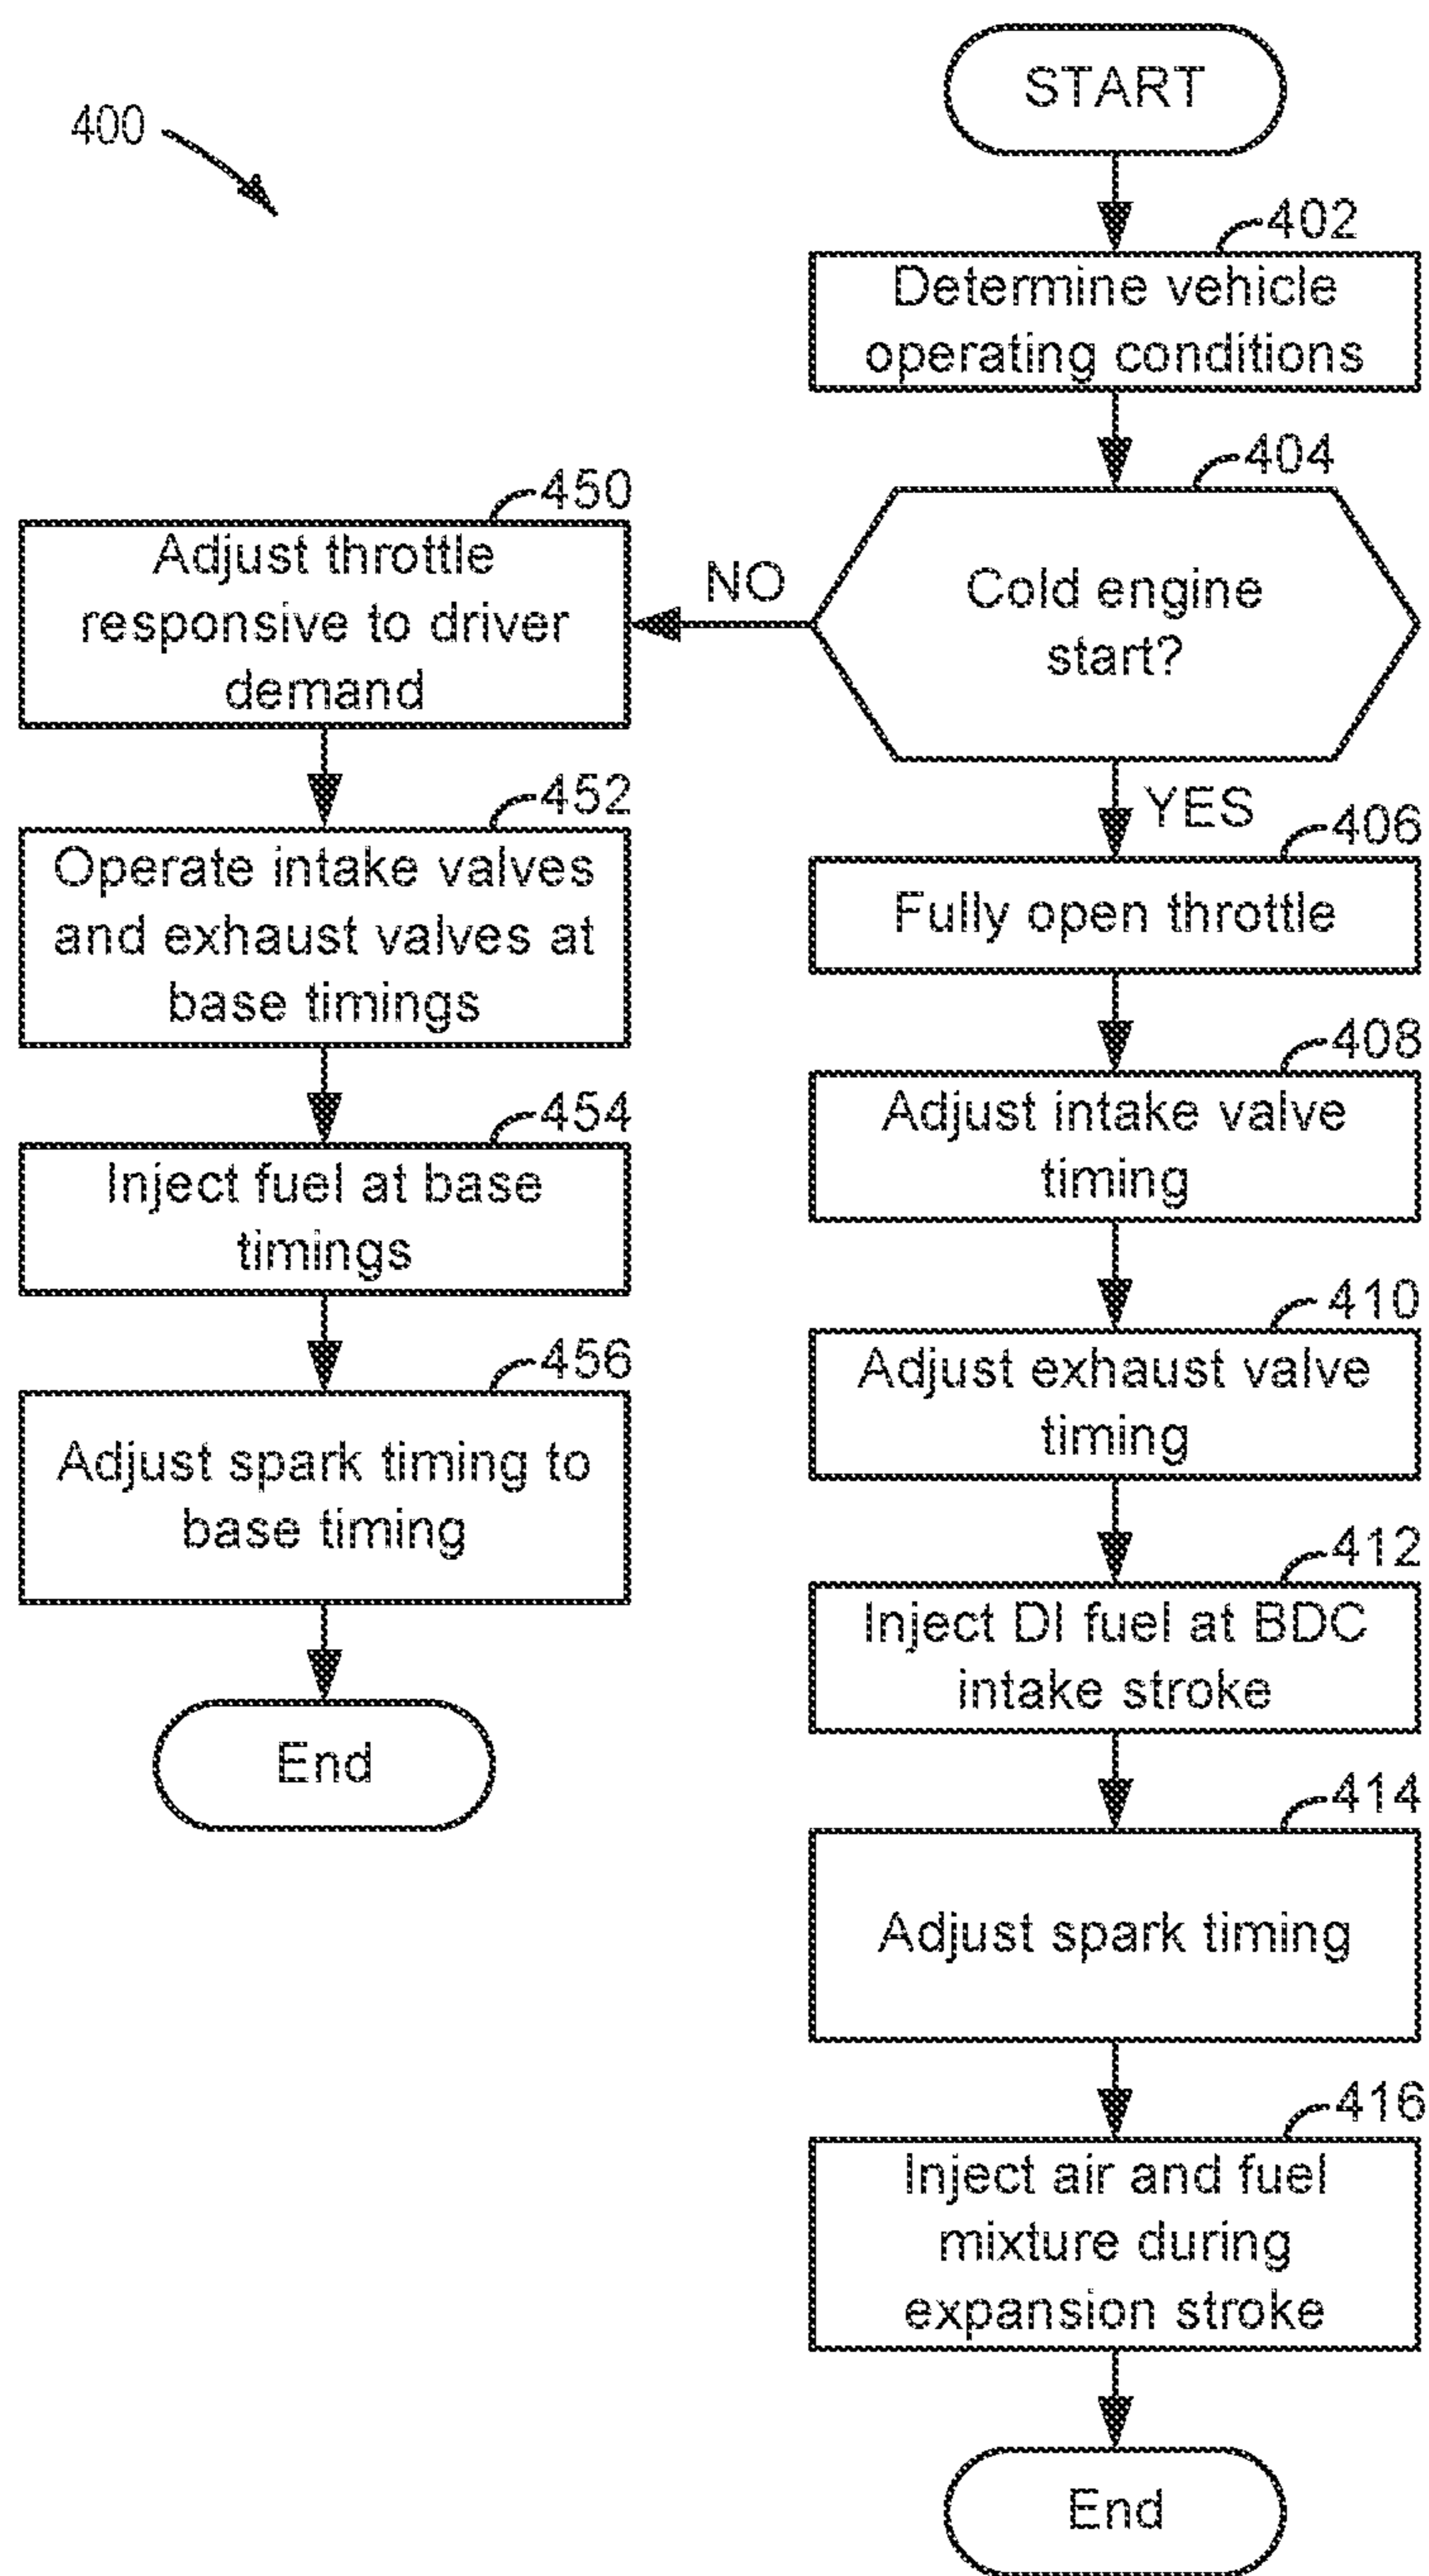 START
400
402
Determine vehicle
operating conditions
404
Cold engine
start?
NO
YES
450
Adjust throttle
responsive to driver
demand
452
Operate intake valves
and exhaust valves at
base timings
454
Inject fuel at base
timings
456
Adjust spark timing to
base timing
End
406
Fully open throttle
408
Adjust intake valve
timing
410
Adjust exhaust valve
timing
412
Inject DI fuel at BDC
intake stroke
414
Adjust spark timing
416
Inject air and fuel
mixture during
expansion stroke
End